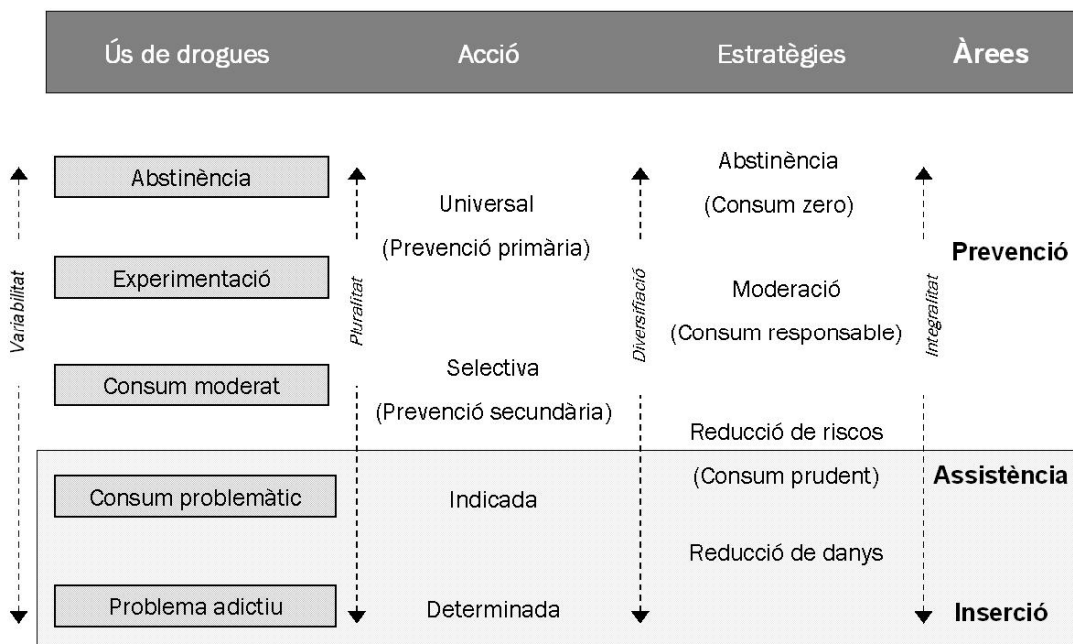 Ús de drogues Acció Estratègies Àrees
Variabilitat
Abstinència
Experimentació
Consum moderat
Consum problemàtic
Problema adictiu
Pluralitat
Universal
(Prevenció primària)
Selectiva
(Prevenció secundària)
Indicada
Determinada
Diversifiació
Abstinència
(Consum zero)
Moderació
(Consum responsable)
Reducció de riscos
(Consum prudent)
Reducció de danys
Integralitat
Prevenció
Assistència
Inserció